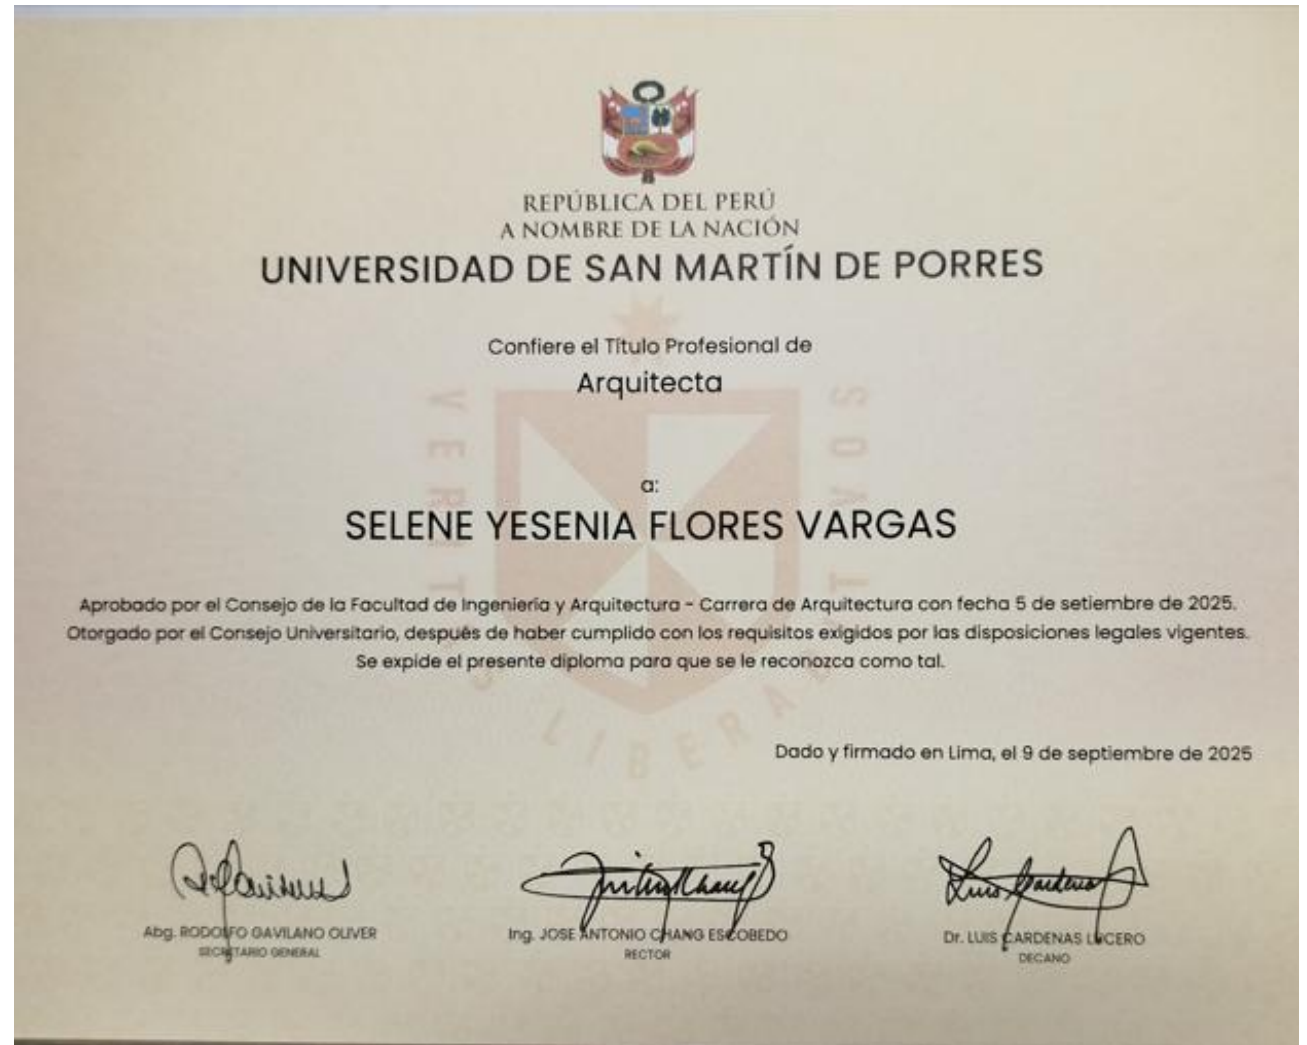 REPÚBLICA DEL PERÚ
A NOMBRE DE LA NACIÓN
UNIVERSIDAD DE SAN MARTÍN DE PORRES
Confiere el Título Profesional de
Arquitecta
a:
SELENE YESENIA FLORES VARGAS
Aprobado por el Consejo de la Facultad de Ingeniería y Arquitectura - Carrera de Arquitectura con fecha 5 de setiembre de 2025.
Otorgado por el Consejo Universitario, después de haber cumplido con los requisitos exigidos por las disposiciones legales vigentes.
Se expide el presente diploma para que se le reconozca como tal.
Dado y firmado en Lima, el 9 de septiembre de 2025
Abg. RODOLFO GAVILANO OLIVER
SECRETARIO GENERAL
Ing. JOSE ANTONIO CHANG ESCOBEDO
RECTOR
Dr. LUIS CARDENAS LUCERO
DECANO